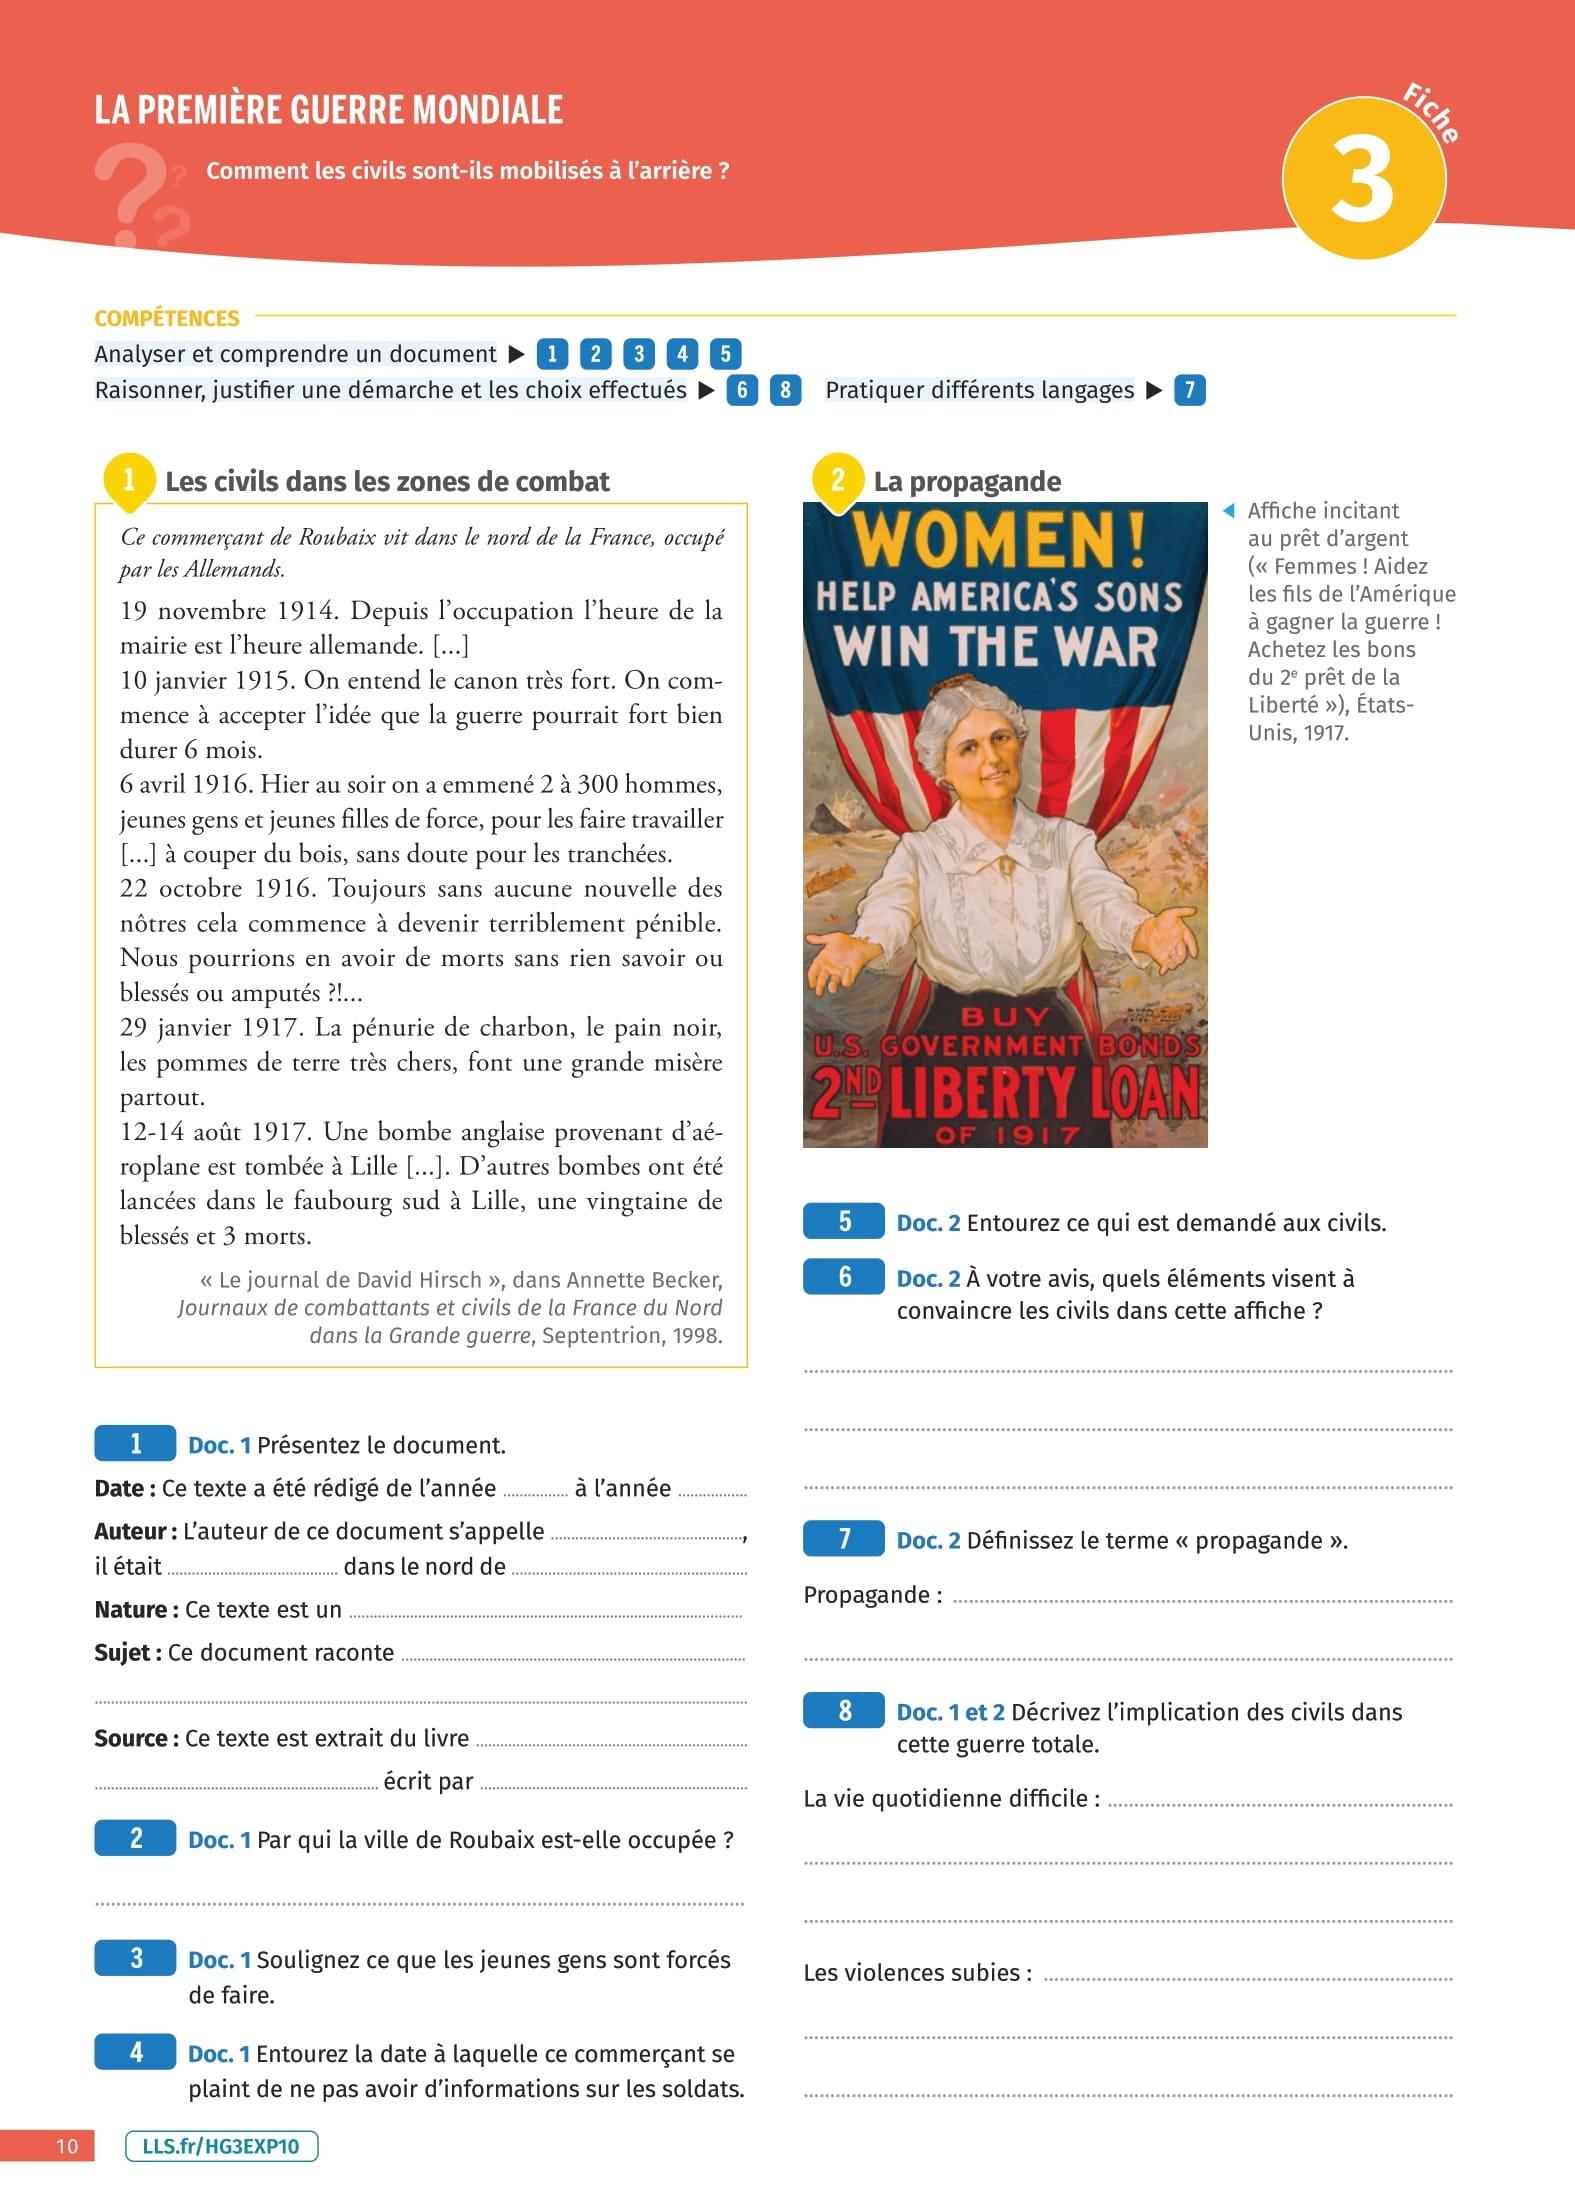 LA PREMIÈRE GUERRE MONDIALE
Comment les civils sont-ils mobilisés à l'arrière ?
Fiche
3
COMPÉTENCES
Analyser et comprendre un document ▶ 1 2 3 4 5
Raisonner, justifier une démarche et les choix effectués ▶ 6 8 Pratiquer différents langages ▶ 7
1 Les civils dans les zones de combat
Ce commerçant de Roubaix vit dans le nord de la France, occupé
par les Allemands.
19 novembre 1914. Depuis l'occupation l'heure de la
mairie est l'heure allemande. [...]
10 janvier 1915. On entend le canon très fort. On com-
mence à accepter l'idée que la guerre pourrait fort bien
durer 6 mois.
6 avril 1916. Hier au soir on a emmené 2 à 300 hommes,
jeunes gens et jeunes filles de force, pour les faire travailler
[...] à couper du bois, sans doute pour les tranchées.
22 octobre 1916. Toujours sans aucune nouvelle des
nôtres cela commence à devenir terriblement pénible.
Nous pourrions en avoir de morts sans rien savoir ou
blessés ou amputés ?!...
29 janvier 1917. La pénurie de charbon, le pain noir,
les pommes de terre très chers, font une grande misère
partout.
12-14 août 1917. Une bombe anglaise provenant d'aé-
roplane est tombée à Lille [...]. D'autres bombes ont été
lancées dans le faubourg sud à Lille, une vingtaine de
blessés et 3 morts.
« Le journal de David Hirsch », dans Annette Becker,
Journaux de combattants et civils de la France du Nord
dans la Grande guerre, Septentrion, 1998.
1 Doc. 1 Présentez le document.
Date : Ce texte a été rédigé de l'année ............ à l'année ............
Auteur : L'auteur de ce document s'appelle ............,
il était ............ dans le nord de ............
Nature : Ce texte est un ............
Sujet : Ce document raconte ............
Source : Ce texte est extrait du livre ............
............ écrit par ............
2 Doc. 1 Par qui la ville de Roubaix est-elle occupée ?
3 Doc. 1 Soulignez ce que les jeunes gens sont forcés
de faire.
4 Doc. 1 Entourez la date à laquelle ce commerçant se
plaint de ne pas avoir d'informations sur les soldats.
2 La propagande
WOMEN!
HELP AMERICA'S SONS
WIN THE WAR
BUY
U.S. GOVERNMENT BONDS
2ND LIBERTY LOAN
OF 1917
◀ Affiche incitant
au prêt d'argent
(« Femmes ! Aidez
les fils de l'Amérique
à gagner la guerre !
Achetez les bons
du 2e prêt de la
Liberté »), États-
Unis, 1917.
5 Doc. 2 Entourez ce qui est demandé aux civils.
6 Doc. 2 À votre avis, quels éléments visent à
convaincre les civils dans cette affiche ?
7 Doc. 2 Définissez le terme « propagande ».
Propagande : ............
8 Doc. 1 et 2 Décrivez l'implication des civils dans
cette guerre totale.
La vie quotidienne difficile : ............
Les violences subies : ............
10
LLS.fr/HG3EXP10